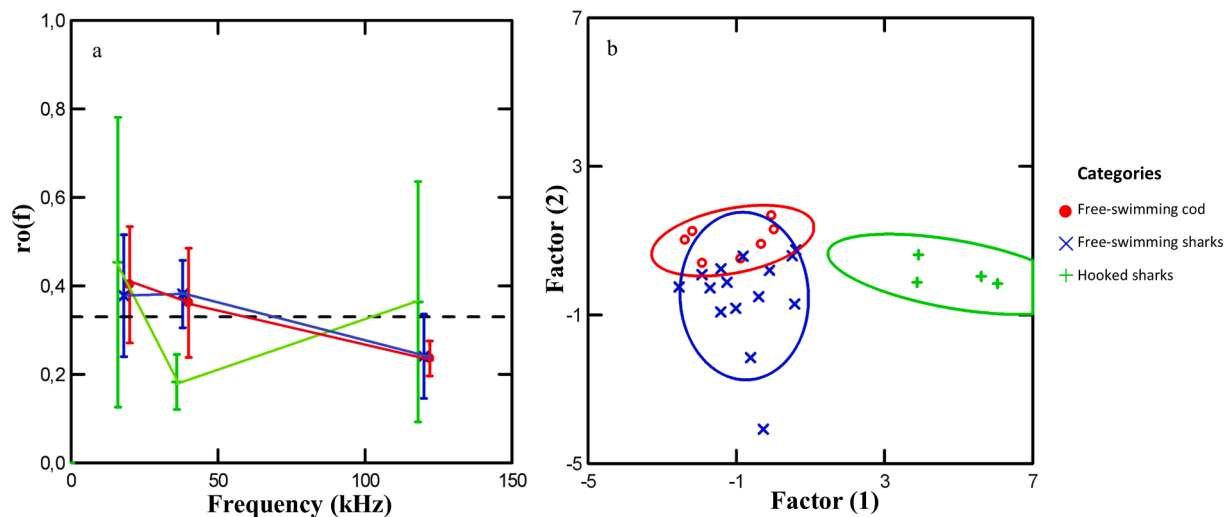 a
1,0
0,8
0,6
0,4
0,2
0,0
ro(f)
0 50 100 150
Frequency (kHz)
b
7
3
-1
-5
Factor (2)
-5 -1 3 7
Factor (1)
Categories
Free-swimming cod
Free-swimming sharks
Hooked sharks